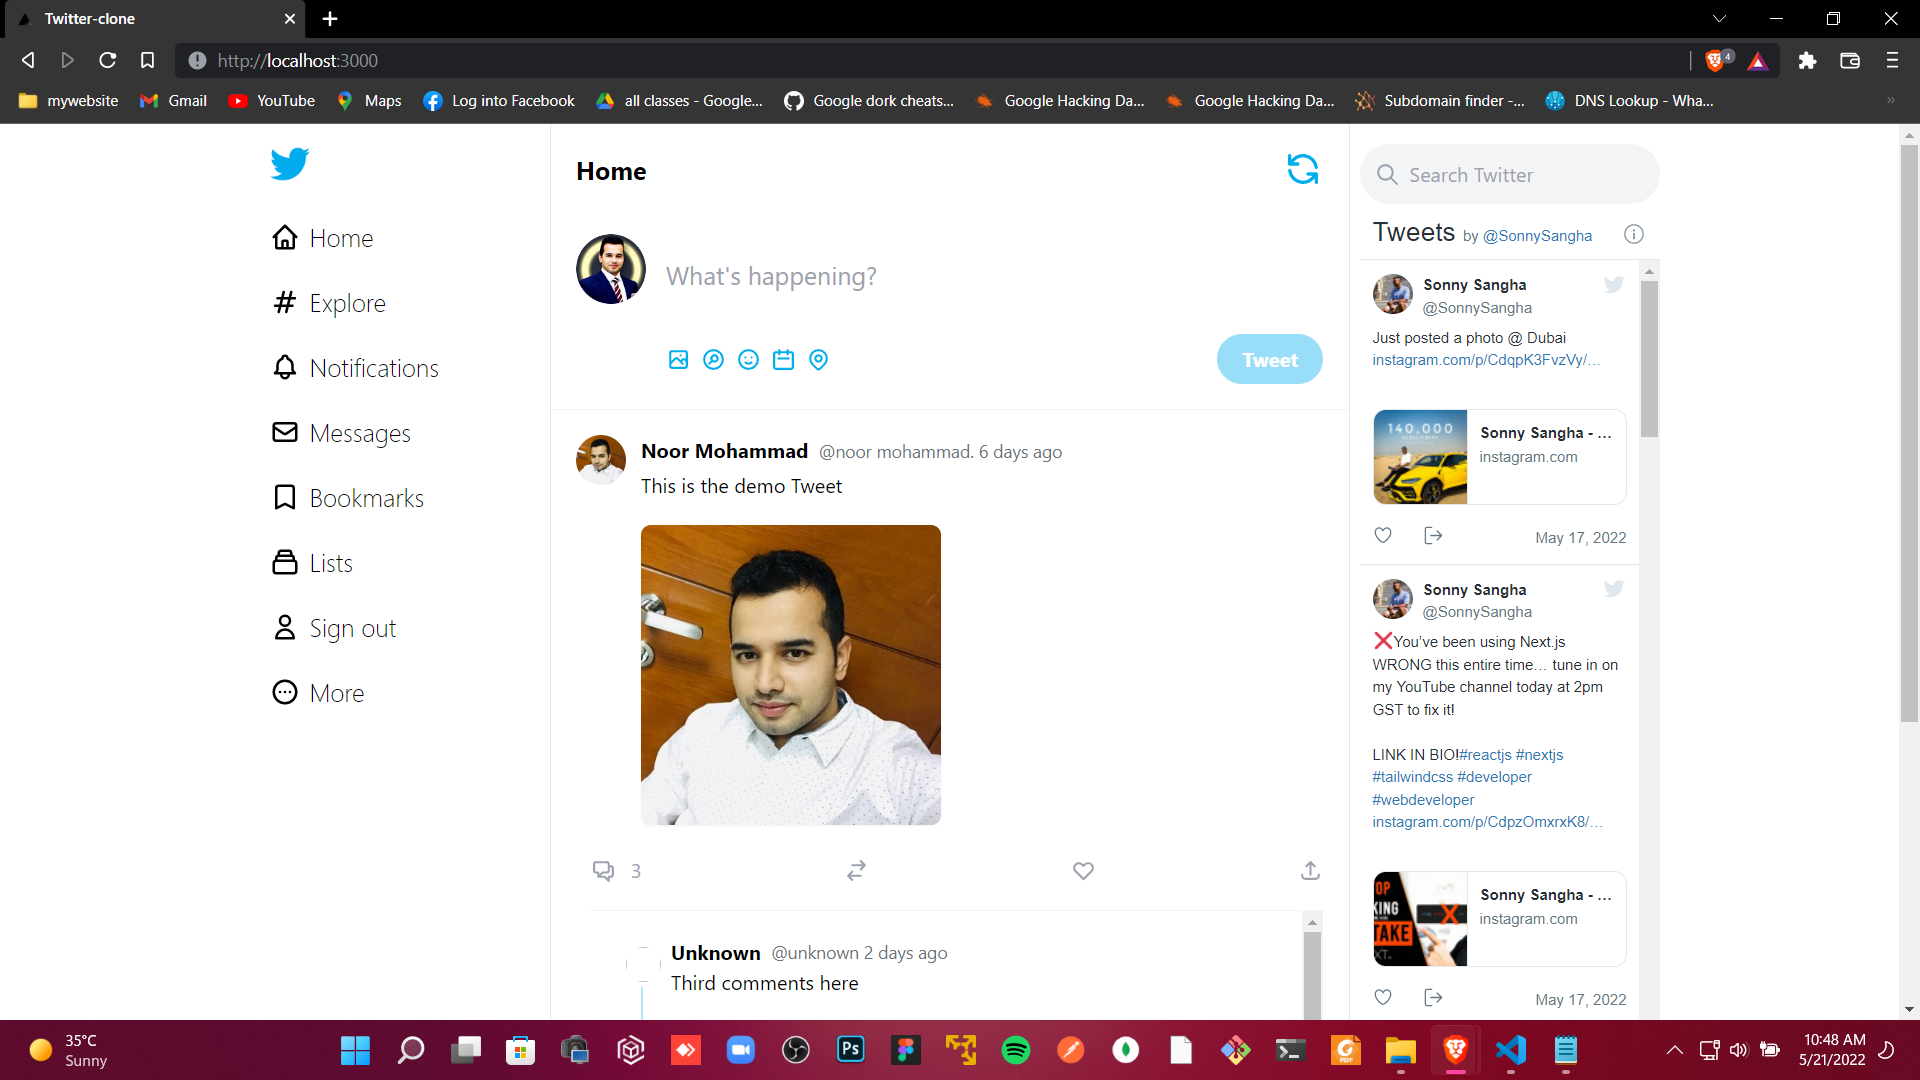 Twitter-clone
http://localhost:3000
4
mywebsite
Gmail
YouTube
Maps
Log into Facebook
all classes - Google...
Google dork cheats...
Google Hacking Da...
Google Hacking Da...
Subdomain finder -...
DNS Lookup - Wha...
Home
Explore
Notifications
Messages
Bookmarks
Lists
Sign out
More
Home
What's happening?
Tweet
Noor Mohammad @noor mohammad. 6 days ago
This is the demo Tweet
3
Unknown @unknown 2 days ago
Third comments here
Search Twitter
Tweets by @SonnySangha
Sonny Sangha
@SonnySangha
Just posted a photo @ Dubai
instagram.com/p/CdqpK3FvzVy/…
140,000
Sonny Sangha - ...
instagram.com
May 17, 2022
Sonny Sangha
@SonnySangha
❌You’ve been using Next.js
WRONG this entire time… tune in on
my YouTube channel today at 2pm
GST to fix it!
LINK IN BIO!#reactjs #nextjs
#tailwindcss #developer
#webdeveloper
instagram.com/p/CdpzOmxrxK8/…
OP
KING
TAKE
Sonny Sangha - ...
instagram.com
May 17, 2022
35°C
Sunny
Ps
PDF
10:48 AM
5/21/2022